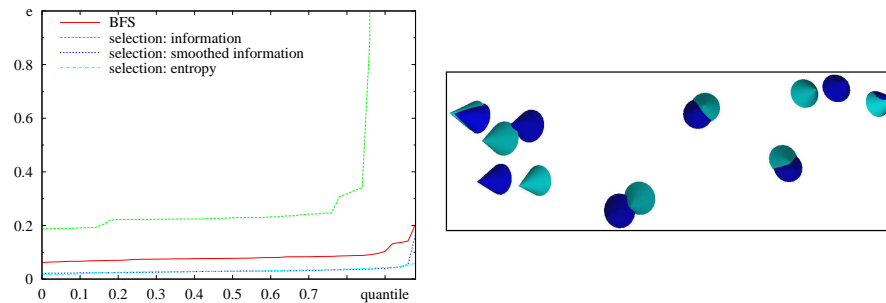 e
BFS
selection: information
selection: smoothed information
selection: entropy
1
0.8
0.6
0.4
0.2
0
0 0.1 0.2 0.3 0.4 0.5 0.6 0.7 quantile